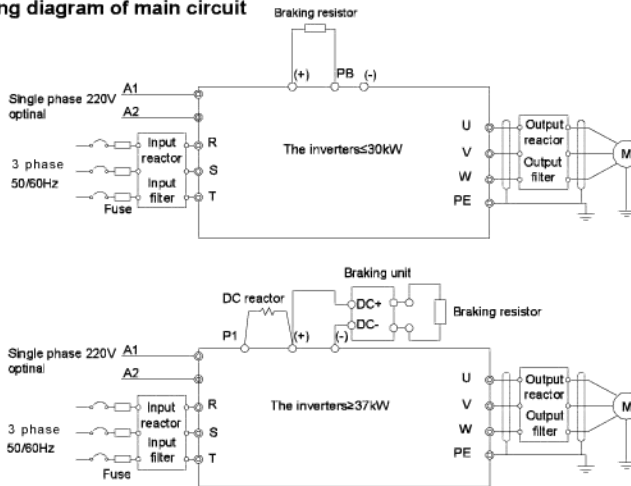 ng diagram of main circuit
Braking resistor
(+) PB (-)
Single phase 220V A1
optinal A2
3 phase
50/60Hz
Fuse
Input
reactor
Input
filter
R
S
T
The inverters≤30kW
U
V
W
PE
Output
reactor
Output
filter
M
Braking unit
DC reactor
DC+
DC-
Braking resistor
P1 (+) (-)
Single phase 220V A1
optinal A2
3 phase
50/60Hz
Fuse
Input
reactor
Input
filter
R
S
T
The inverters≥37kW
U
V
W
PE
Output
reactor
Output
filter
M